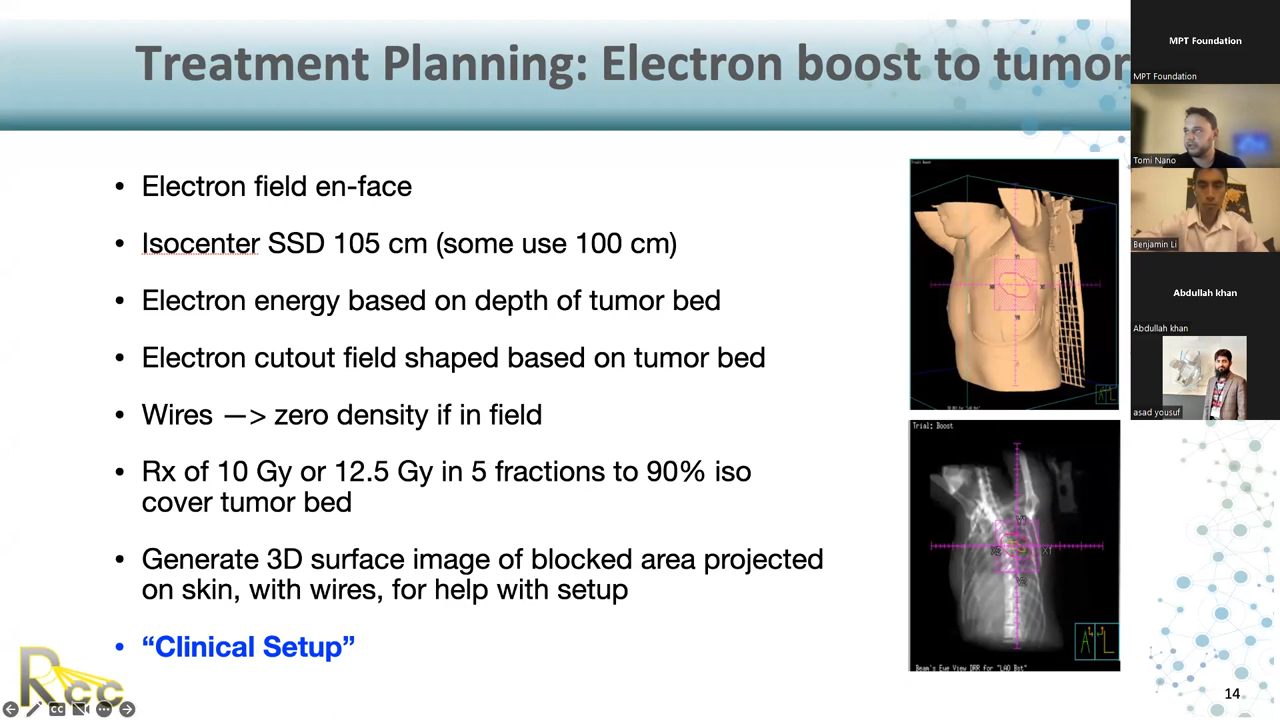 Treatment Planning: Electron boost to tumor
• Electron field en-face
• Isocenter SSD 105 cm (some use 100 cm)
• Electron energy based on depth of tumor bed
• Electron cutout field shaped based on tumor bed
• Wires —> zero density if in field
• Rx of 10 Gy or 12.5 Gy in 5 fractions to 90% iso
cover tumor bed
• Generate 3D surface image of blocked area projected
on skin, with wires, for help with setup
• “Clinical Setup”
Rcc
CC
Trial: Boost
Y1
X1
Y2
A L
Beam's Eye View DRR for "LAO Bst"
14
MPT Foundation
MPT Foundation
Tomi Nano
Benjamin Li
Abdullah khan
Abdullah khan
asad yousuf